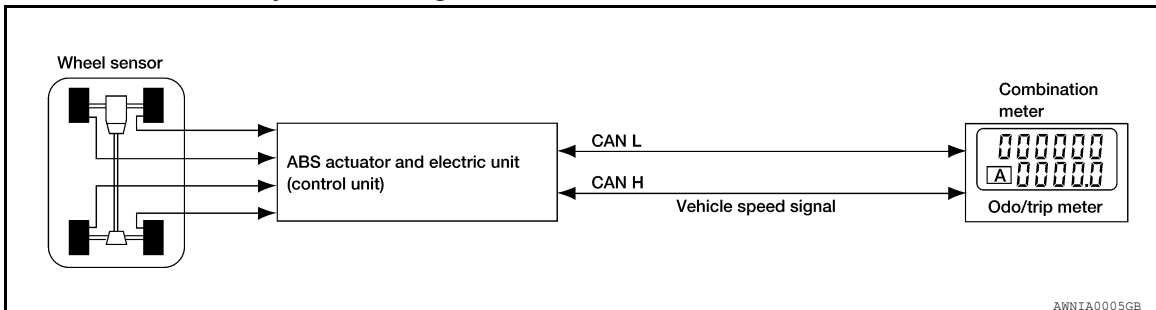 Wheel sensor
ABS actuator and electric unit
(control unit)
CAN L
CAN H
Vehicle speed signal
Combination
meter
000000
A 0000.0
Odo/trip meter
AWNIA0005GB